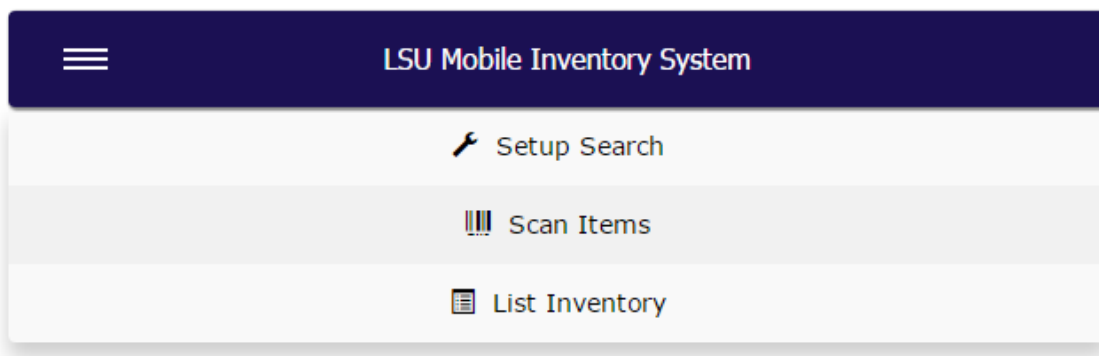 LSU Mobile Inventory System
Setup Search
Scan Items
List Inventory